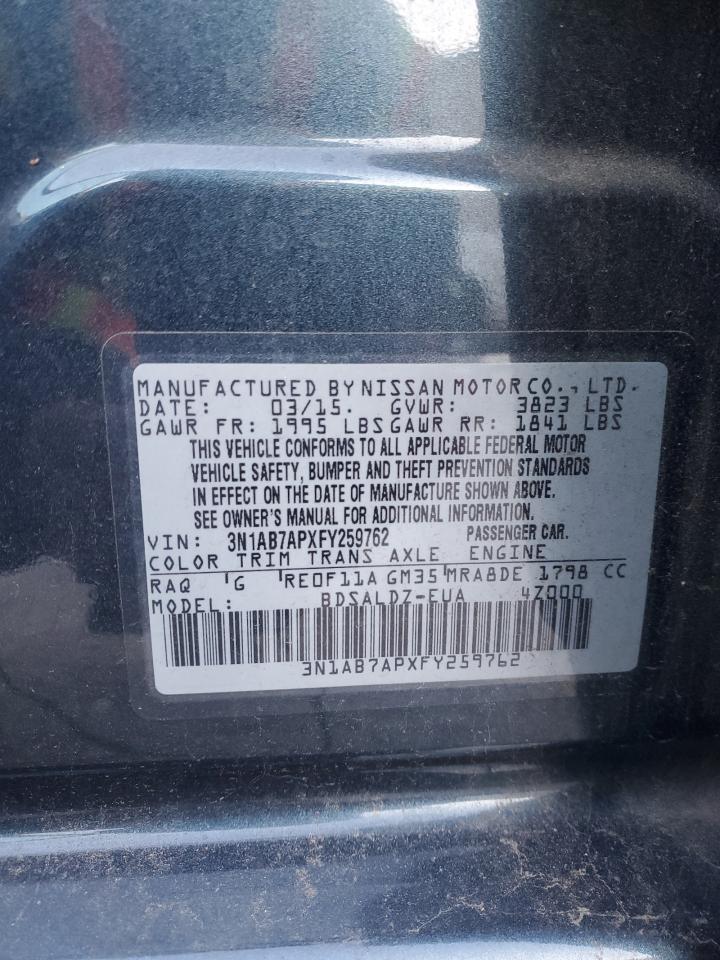 MANUFACTURED BY NISSAN MOTOR CO., LTD.
DATE: 03/15. GVWR: 3823 LBS
GAWR FR: 1995 LBS GAWR RR: 1841 LBS
THIS VEHICLE CONFORMS TO ALL APPLICABLE FEDERAL MOTOR
VEHICLE SAFETY, BUMPER AND THEFT PREVENTION STANDARDS
IN EFFECT ON THE DATE OF MANUFACTURE SHOWN ABOVE.
SEE OWNER'S MANUAL FOR ADDITIONAL INFORMATION.
VIN: 3N1AB7APXFY259762 PASSENGER CAR.
COLOR TRIM TRANS AXLE ENGINE
RAQ G RE0F11A GM35 MRA8DE 1798 CC
MODEL: BDSALDZ-EUA 4Z000
3N1AB7APXFY259762